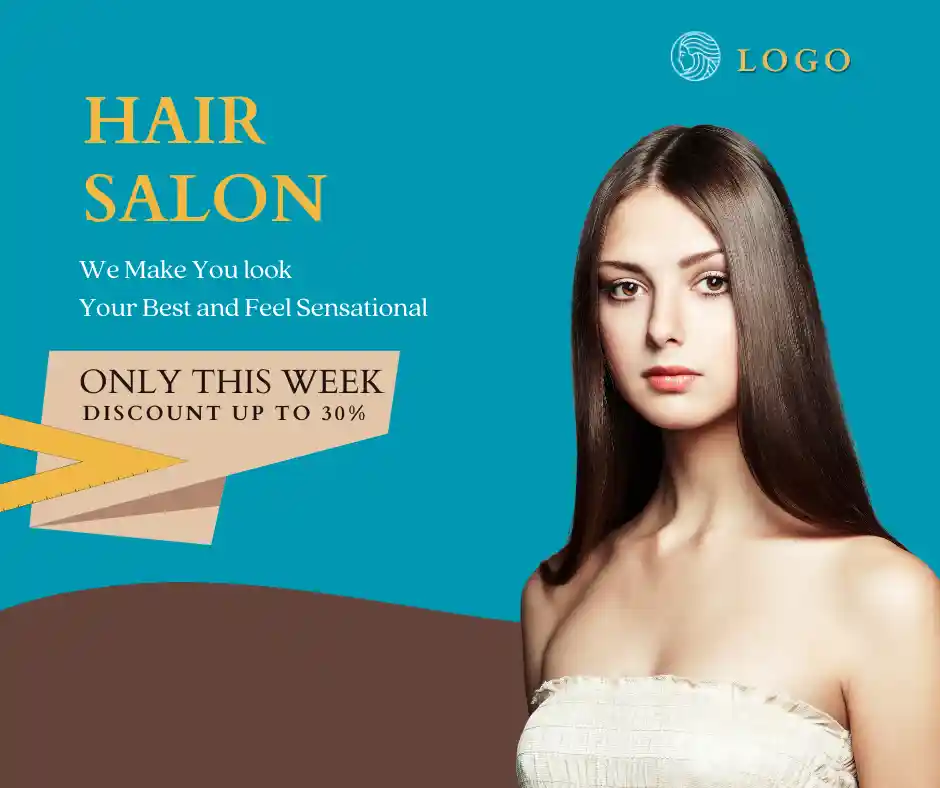 LOGO
HAIR
SALON
We Make You look
Your Best and Feel Sensational
ONLY THIS WEEK
DISCOUNT UP TO 30%